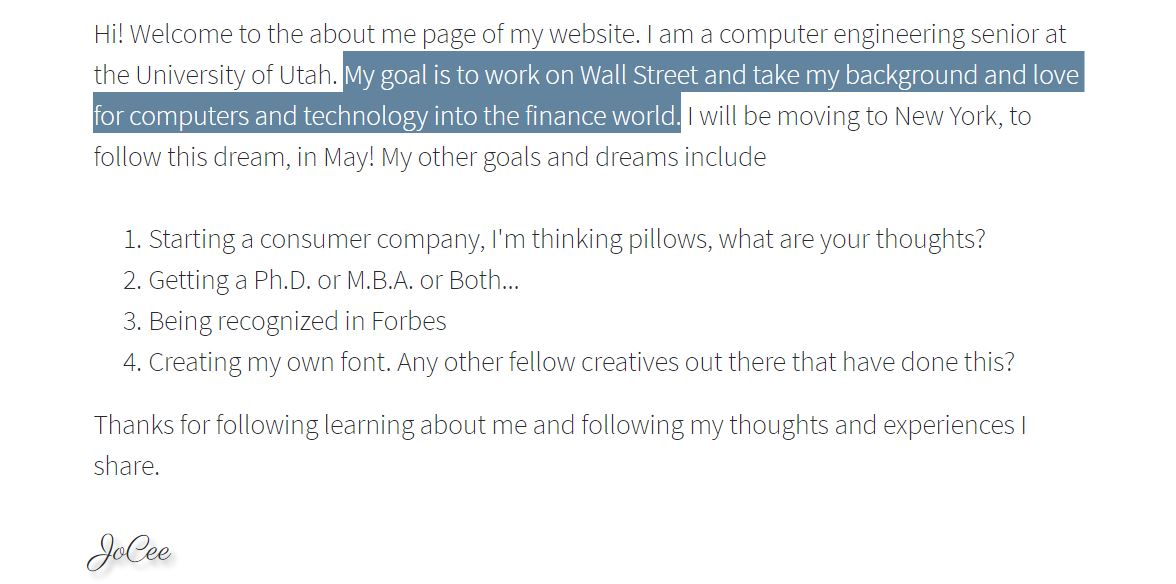 Hi! Welcome to the about me page of my website. I am a computer engineering senior at
the University of Utah. My goal is to work on Wall Street and take my background and love
for computers and technology into the finance world. I will be moving to New York, to
follow this dream, in May! My other goals and dreams include
1. Starting a consumer company, I'm thinking pillows, what are your thoughts?
2. Getting a Ph.D. or M.B.A. or Both...
3. Being recognized in Forbes
4. Creating my own font. Any other fellow creatives out there that have done this?
Thanks for following learning about me and following my thoughts and experiences I
share.
JoCee